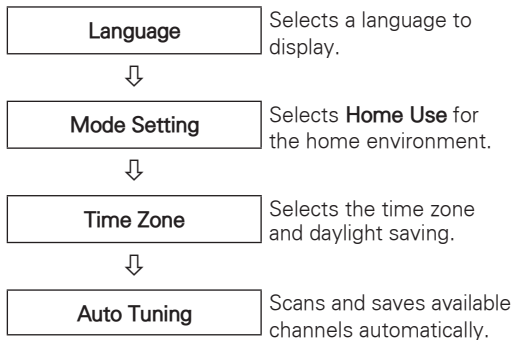 Language
Selects a language to
display.
Mode Setting
Selects Home Use for
the home environment.
Time Zone
Selects the time zone
and daylight saving.
Auto Tuning
Scans and saves available
channels automatically.